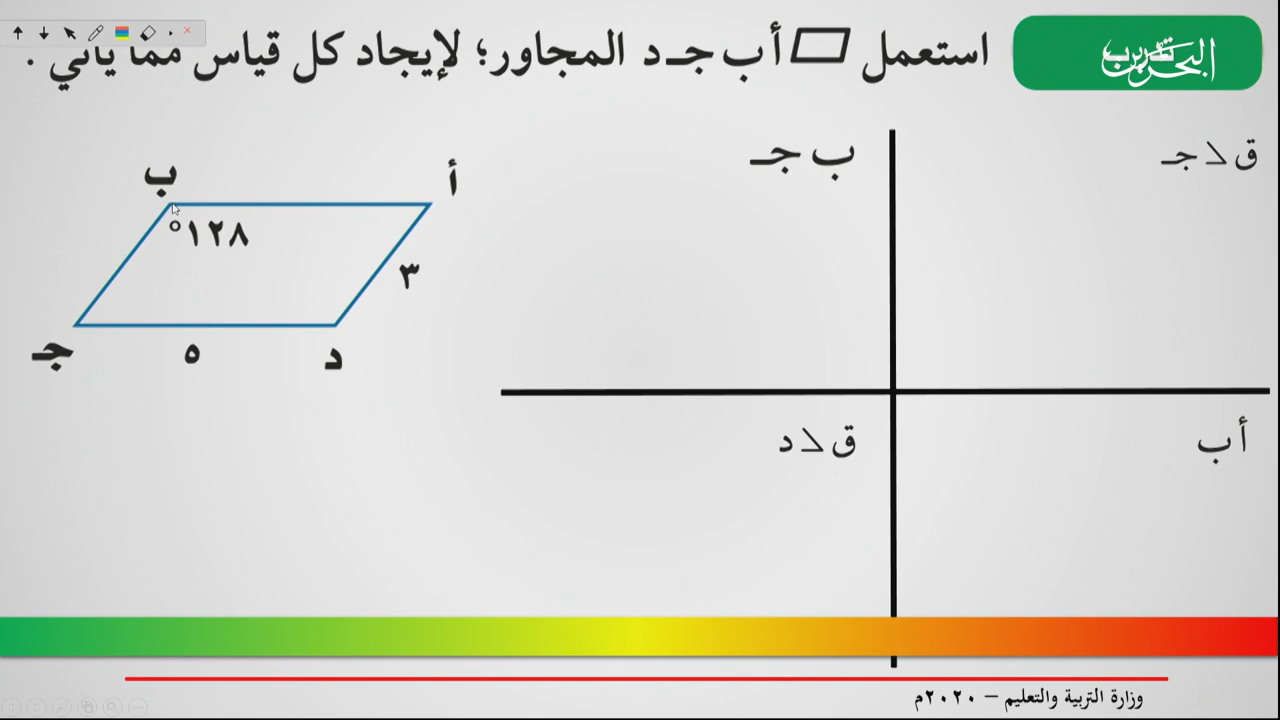 تدريب
البحرين
استعمل ▱ أ ب جـ د المجاور؛ لإيجاد كل قياس مما يأتي .
ق ∠ جـ
ب جـ
أ ب
ق ∠ د
أ
ب
°١٢٨
٣
جـ
٥
د
وزارة التربية والتعليم – ٢٠٢٠م